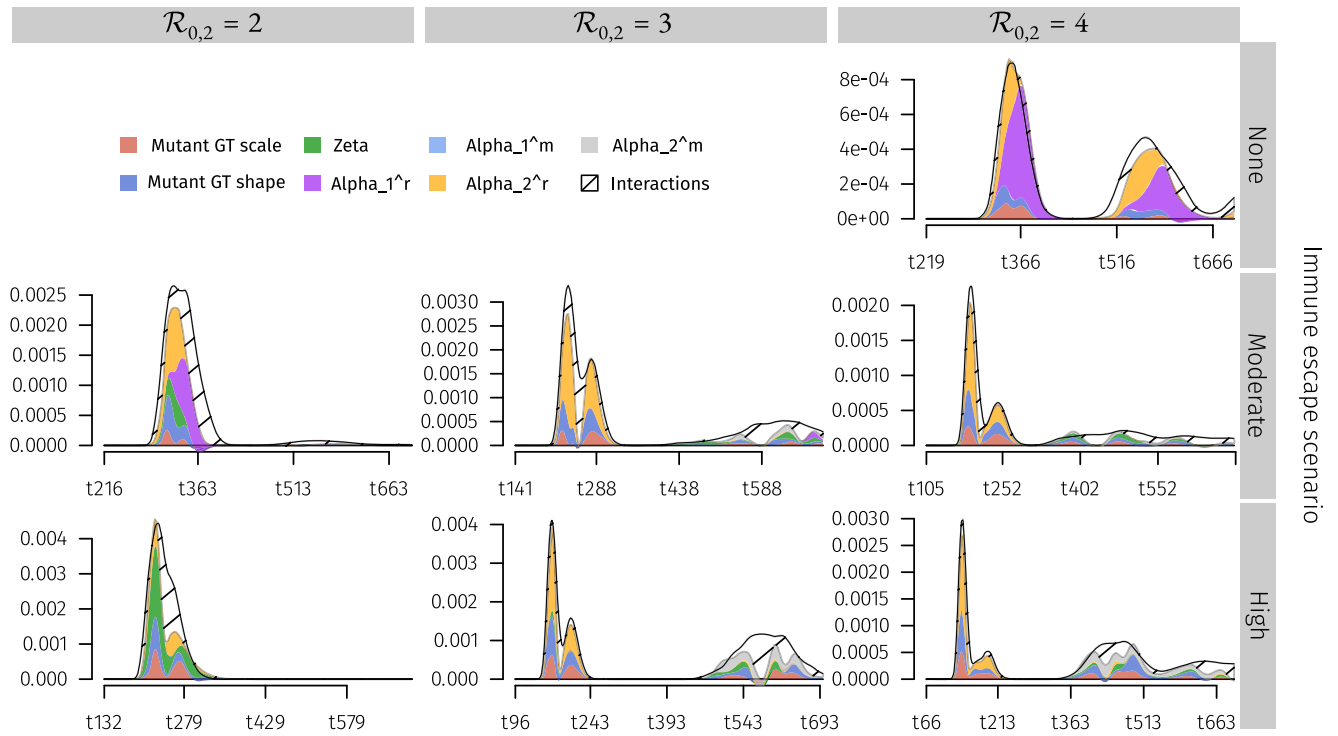 R0,2 = 2
R0,2 = 3
R0,2 = 4
Mutant GT scale
Zeta
Alpha_1^m
Alpha_2^m
Mutant GT shape
Alpha_1^r
Alpha_2^r
Interactions
8e-04
6e-04
4e-04
2e-04
0e+00
t219
t366
t516
t666
None
0.0025
0.0020
0.0015
0.0010
0.0005
0.0000
t216
t363
t513
t663
0.0030
0.0025
0.0020
0.0015
0.0010
0.0005
0.0000
t141
t288
t438
t588
0.0020
0.0015
0.0010
0.0005
0.0000
t105
t252
t402
t552
Moderate
Immune escape scenario
0.004
0.003
0.002
0.001
0.000
t132
t279
t429
t579
0.004
0.003
0.002
0.001
0.000
t96
t243
t393
t543
t693
0.0030
0.0025
0.0020
0.0015
0.0010
0.0005
0.0000
t66
t213
t363
t513
t663
High